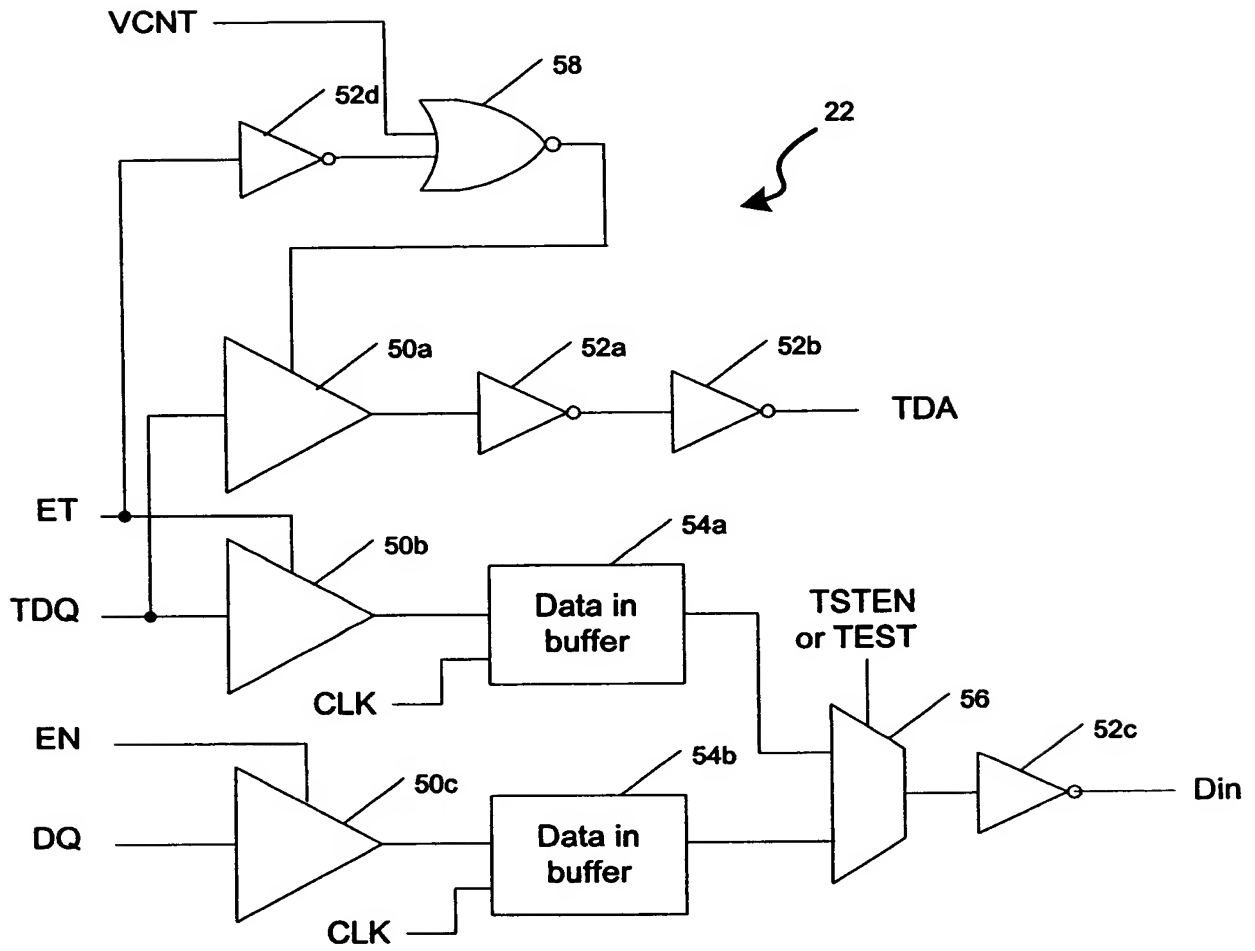 VCNT
58
52d
22
50a
52a
52b
TDA
ET
50b
54a
TDQ
Data in
buffer
TSTEN
or TEST
CLK
56
EN
52c
54b
50c
Din
DQ
Data in
buffer
CLK